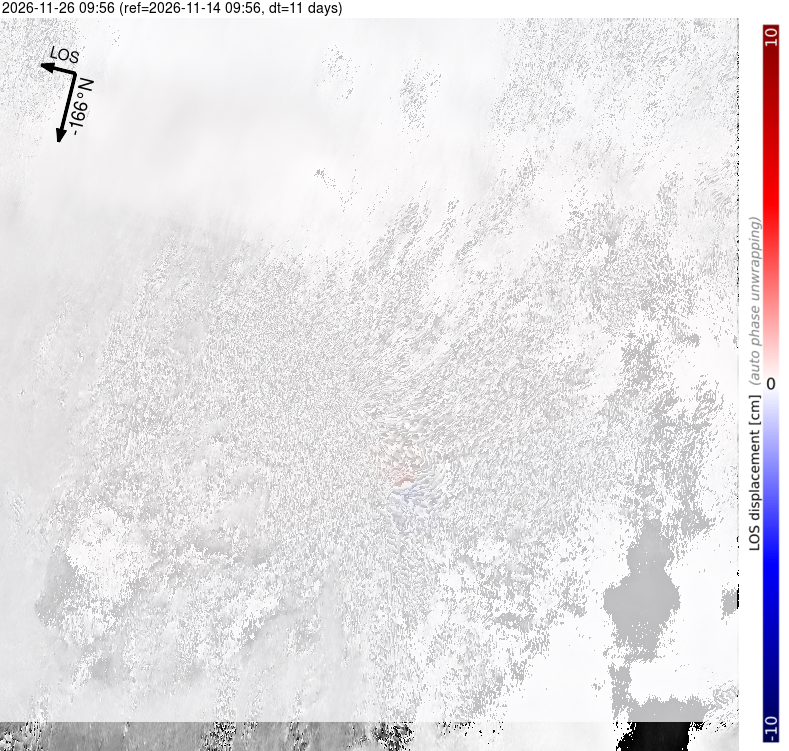 2026-11-26 09:56 (ref=2026-11-14 09:56, dt=11 days)
LOS
-166°N
10
0
-10
LOS displacement [cm] (auto phase unwrapping)